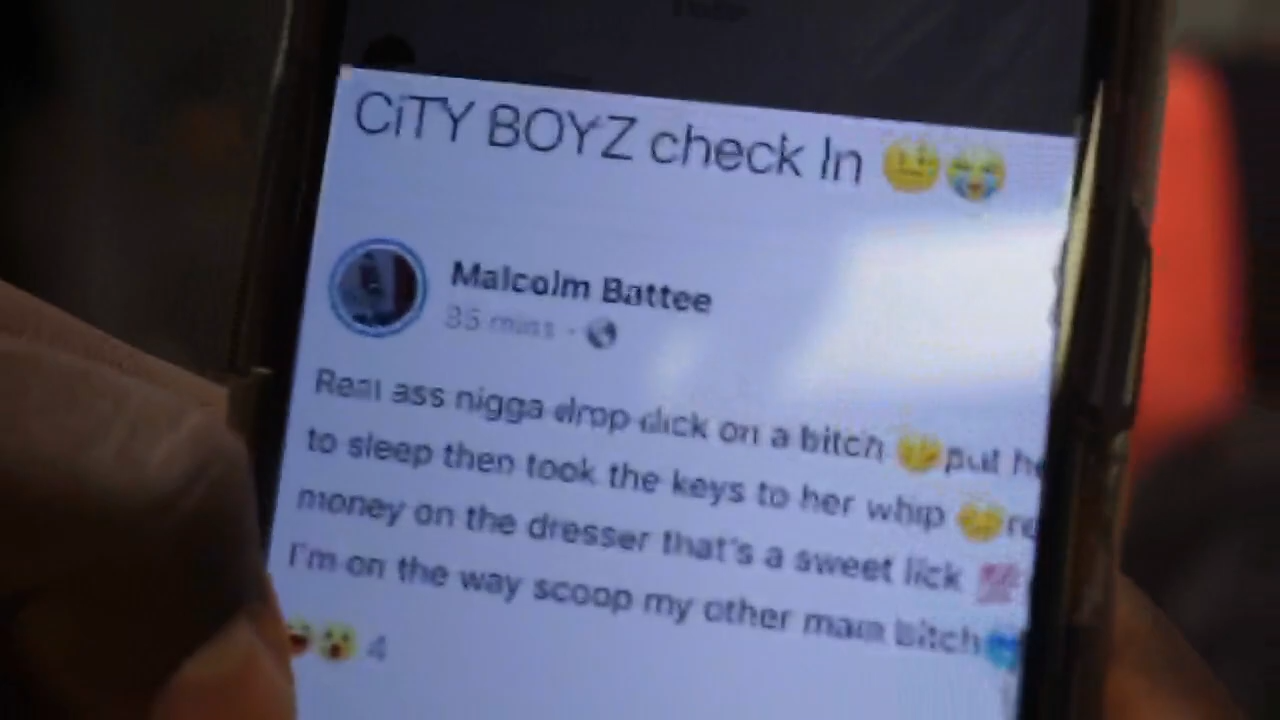 CiTY BOYZ check In 😐😭
Malcolm Battee
35 mins ·
Real ass nigga drop dick on a bitch put
to sleep then took the keys to her whip
money on the dresser that's a sweet lick 💯
I'm on the way scoop my other main bitch
4